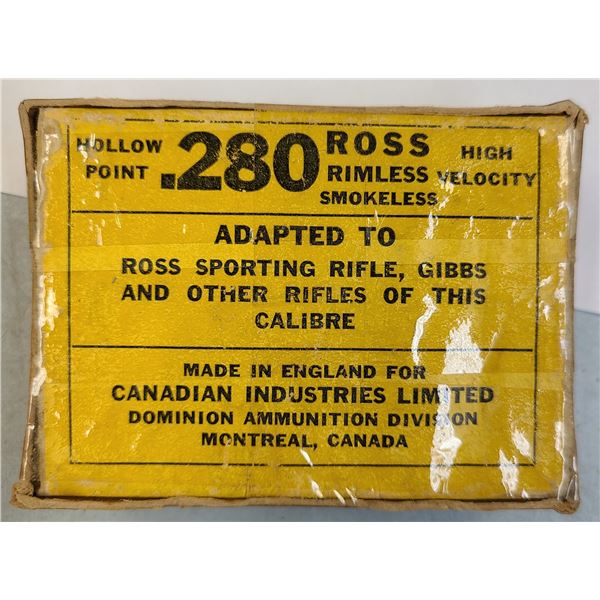 HOLLOW POINT .280 ROSS RIMLESS SMOKELESS HIGH VELOCITY
ADAPTED TO
ROSS SPORTING RIFLE, GIBBS
AND OTHER RIFLES OF THIS
CALIBRE
MADE IN ENGLAND FOR
CANADIAN INDUSTRIES LIMITED
DOMINION AMMUNITION DIVISION
MONTREAL, CANADA